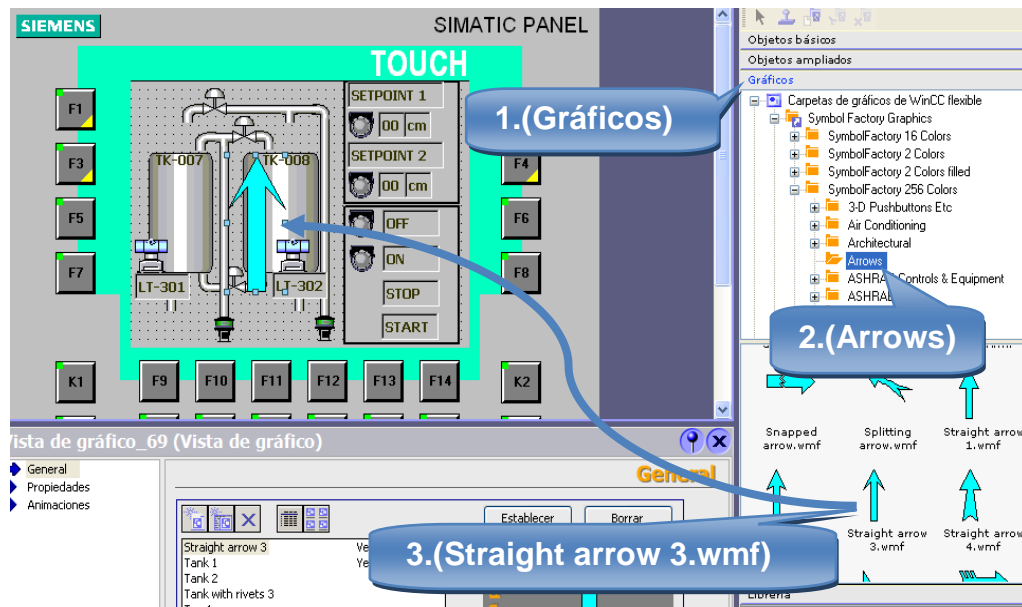 SIEMENS
SIMATIC PANEL
TOUCH
F1
F3
F5
F7
F4
F6
F8
K1
F9
F10
F11
F12
F13
F14
K2
TK-007
TK-008
LT-301
LT-302
SETPOINT 1
00 cm
SETPOINT 2
00 cm
OFF
ON
STOP
START
Objetos básicos
Objetos ampliados
Gráficos
Carpetas de gráficos de WinCC flexible
Symbol Factory Graphics
SymbolFactory 16 Colors
SymbolFactory 2 Colors
SymbolFactory 2 Colors filled
SymbolFactory 256 Colors
3-D Pushbuttons Etc
Air Conditioning
Architectural
Arrows
Controls & Equipment
1.(Gráficos)
2.(Arrows)
3.(Straight arrow 3.wmf)
Snapped
arrow.wmf
Splitting
arrow.wmf
Straight arrow
1.wmf
Straight arrow
3.wmf
Straight arrow
4.wmf
Vista de gráfico_69 (Vista de gráfico)
General
Propiedades
Animaciones
General
Establecer
Borrar
Straight arrow 3
Tank 1
Tank 2
Tank with rivets 3